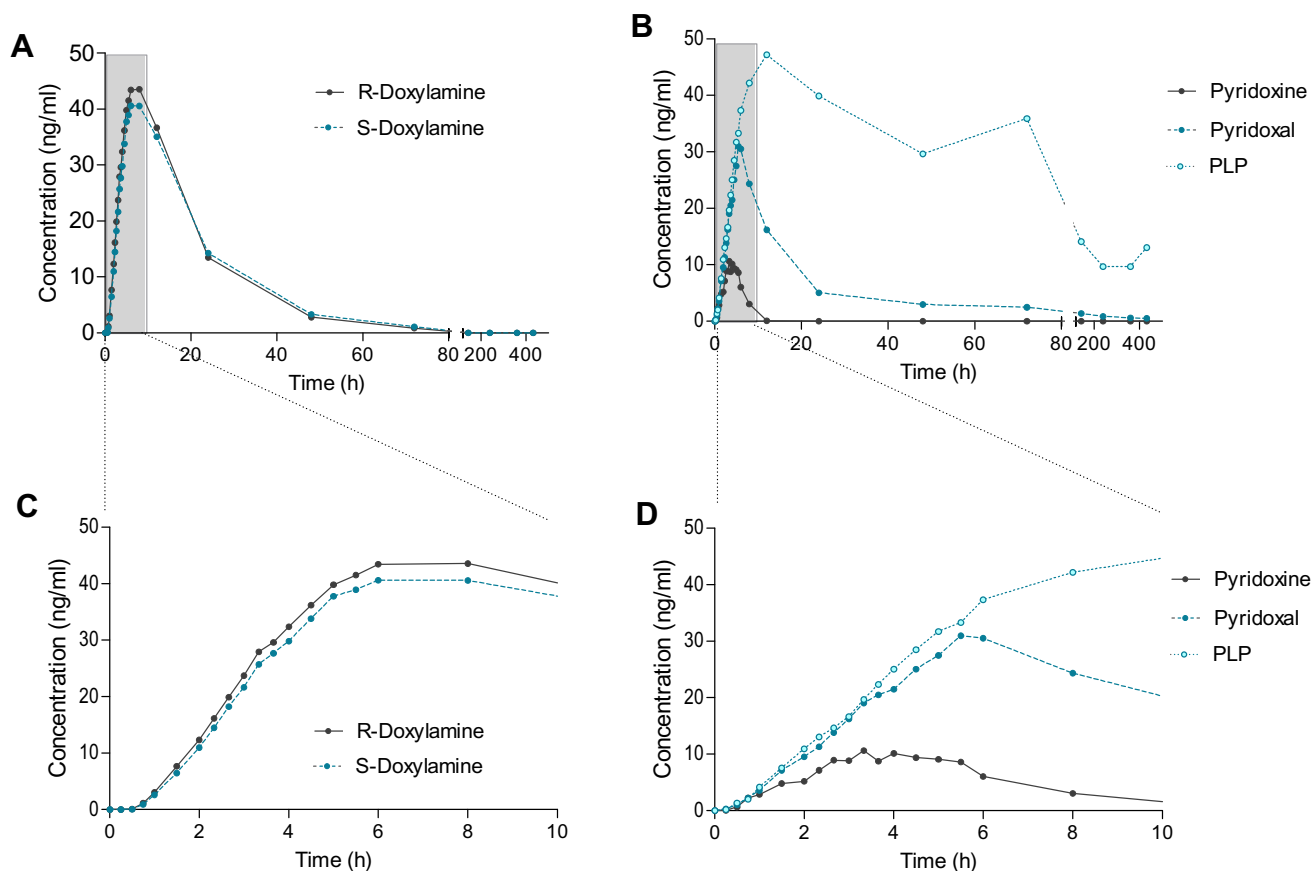 A
Concentration (ng/ml)
50
40
30
20
10
0
0 20 40 60 80 200 400
Time (h)
R-Doxylamine
S-Doxylamine
B
Concentration (ng/ml)
50
40
30
20
10
0
0 20 40 60 80 200 400
Time (h)
Pyridoxine
Pyridoxal
PLP
C
Concentration (ng/ml)
50
40
30
20
10
0
0 2 4 6 8 10
Time (h)
R-Doxylamine
S-Doxylamine
D
Concentration (ng/ml)
50
40
30
20
10
0
0 2 4 6 8 10
Time (h)
Pyridoxine
Pyridoxal
PLP